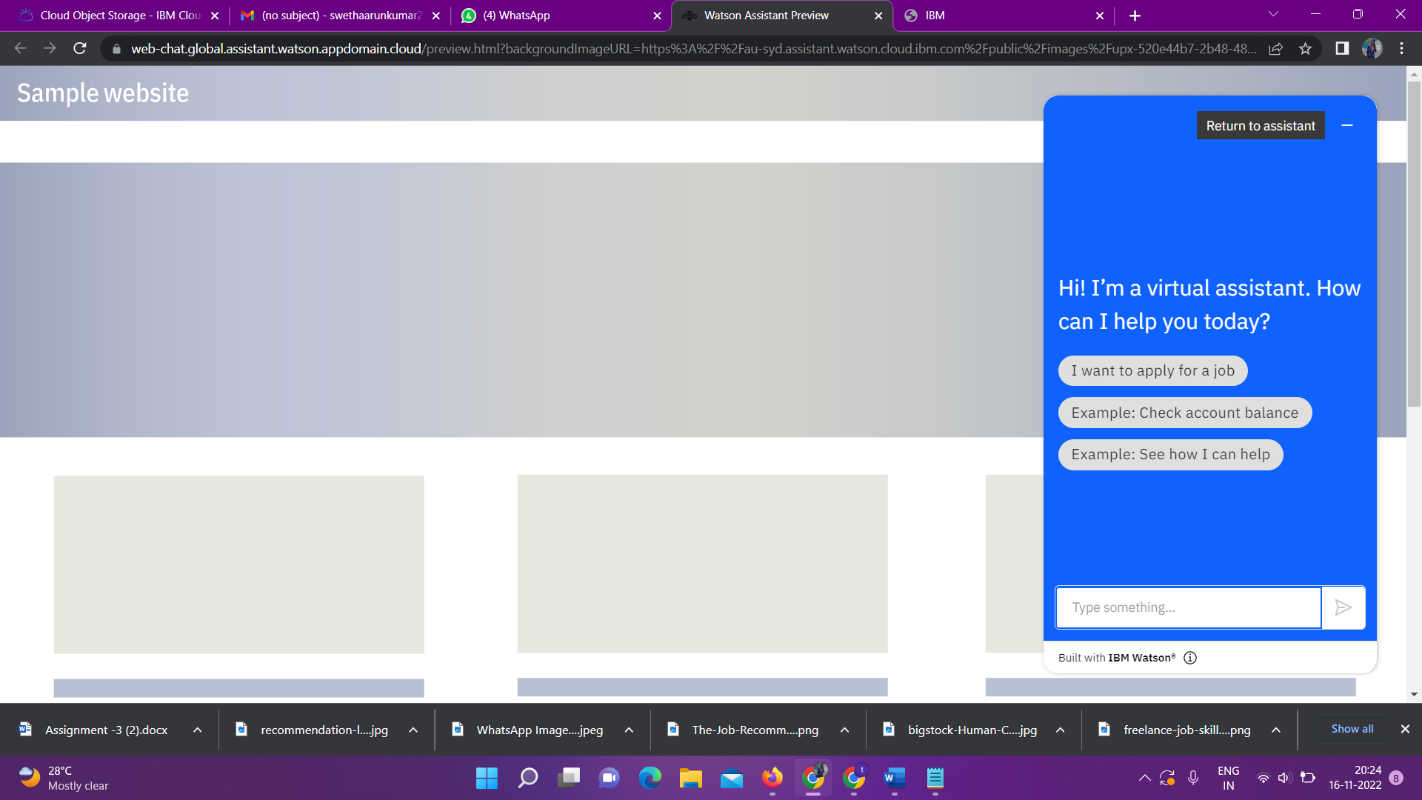 Cloud Object Storage - IBM Clou
(no subject) - swethaarunkumar2
(4) WhatsApp
Watson Assistant Preview
IBM
web-chat.global.assistant.watson.appdomain.cloud/preview.html?backgroundImageURL=https%3A%2F%2Fau-syd.assistant.watson.cloud.ibm.com%2Fpublic%2Fimages%2Fupx-520e44b7-2b48-48...
Sample website
Return to assistant
Hi! I'm a virtual assistant. How
can I help you today?
I want to apply for a job
Example: Check account balance
Example: See how I can help
Type something...
Built with IBM Watson®
Assignment -3 (2).docx
recommendation-l....jpg
WhatsApp Image....jpeg
The-Job-Recomm....png
bigstock-Human-C....jpg
freelance-job-skill....png
Show all
28°C
Mostly clear
ENG
IN
20:24
16-11-2022
8